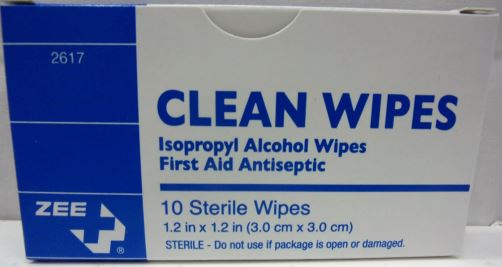 2617
CLEAN WIPES
Isopropyl Alcohol Wipes
First Aid Antiseptic
ZEE
®
10 Sterile Wipes
1.2 in x 1.2 in (3.0 cm x 3.0 cm)
STERILE - Do not use if package is open or damaged.